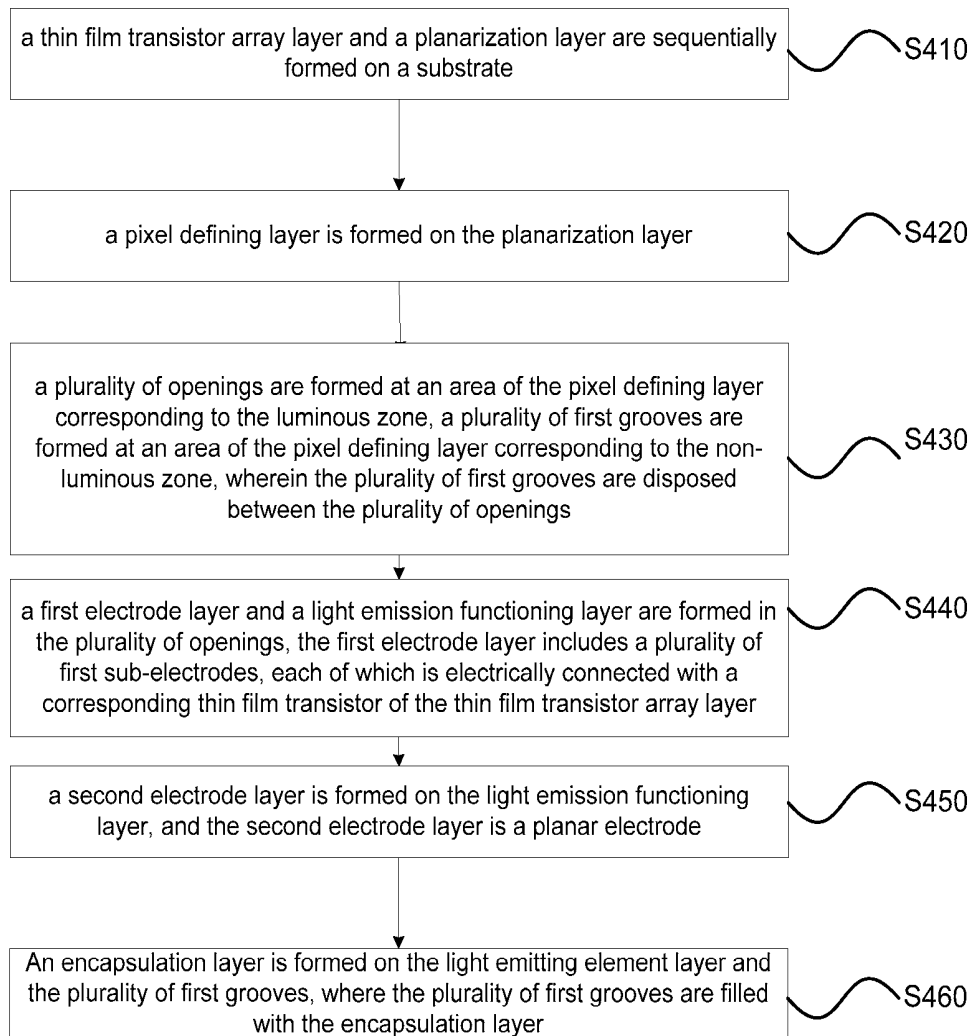 a thin film transistor array layer and a planarization layer are sequentially
formed on a substrate
S410
a pixel defining layer is formed on the planarization layer
S420
a plurality of openings are formed at an area of the pixel defining layer
corresponding to the luminous zone, a plurality of first grooves are
formed at an area of the pixel defining layer corresponding to the non-
luminous zone, wherein the plurality of first grooves are disposed
between the plurality of openings
S430
a first electrode layer and a light emission functioning layer are formed in
the plurality of openings, the first electrode layer includes a plurality of
first sub-electrodes, each of which is electrically connected with a
corresponding thin film transistor of the thin film transistor array layer
S440
a second electrode layer is formed on the light emission functioning
layer, and the second electrode layer is a planar electrode
S450
An encapsulation layer is formed on the light emitting element layer and
the plurality of first grooves, where the plurality of first grooves are filled
with the encapsulation layer
S460